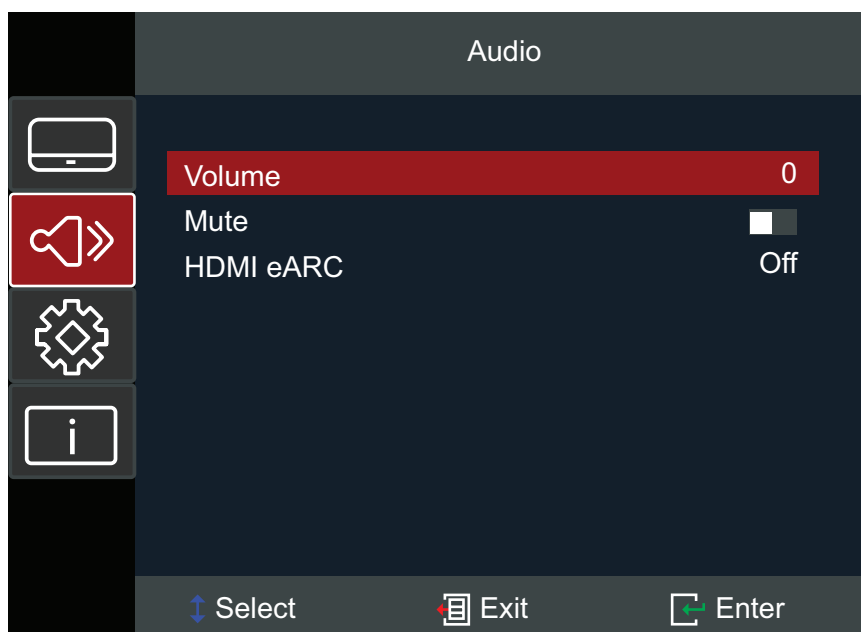 Audio
Volume 0
Mute
HDMI eARC Off
i
Select Exit Enter